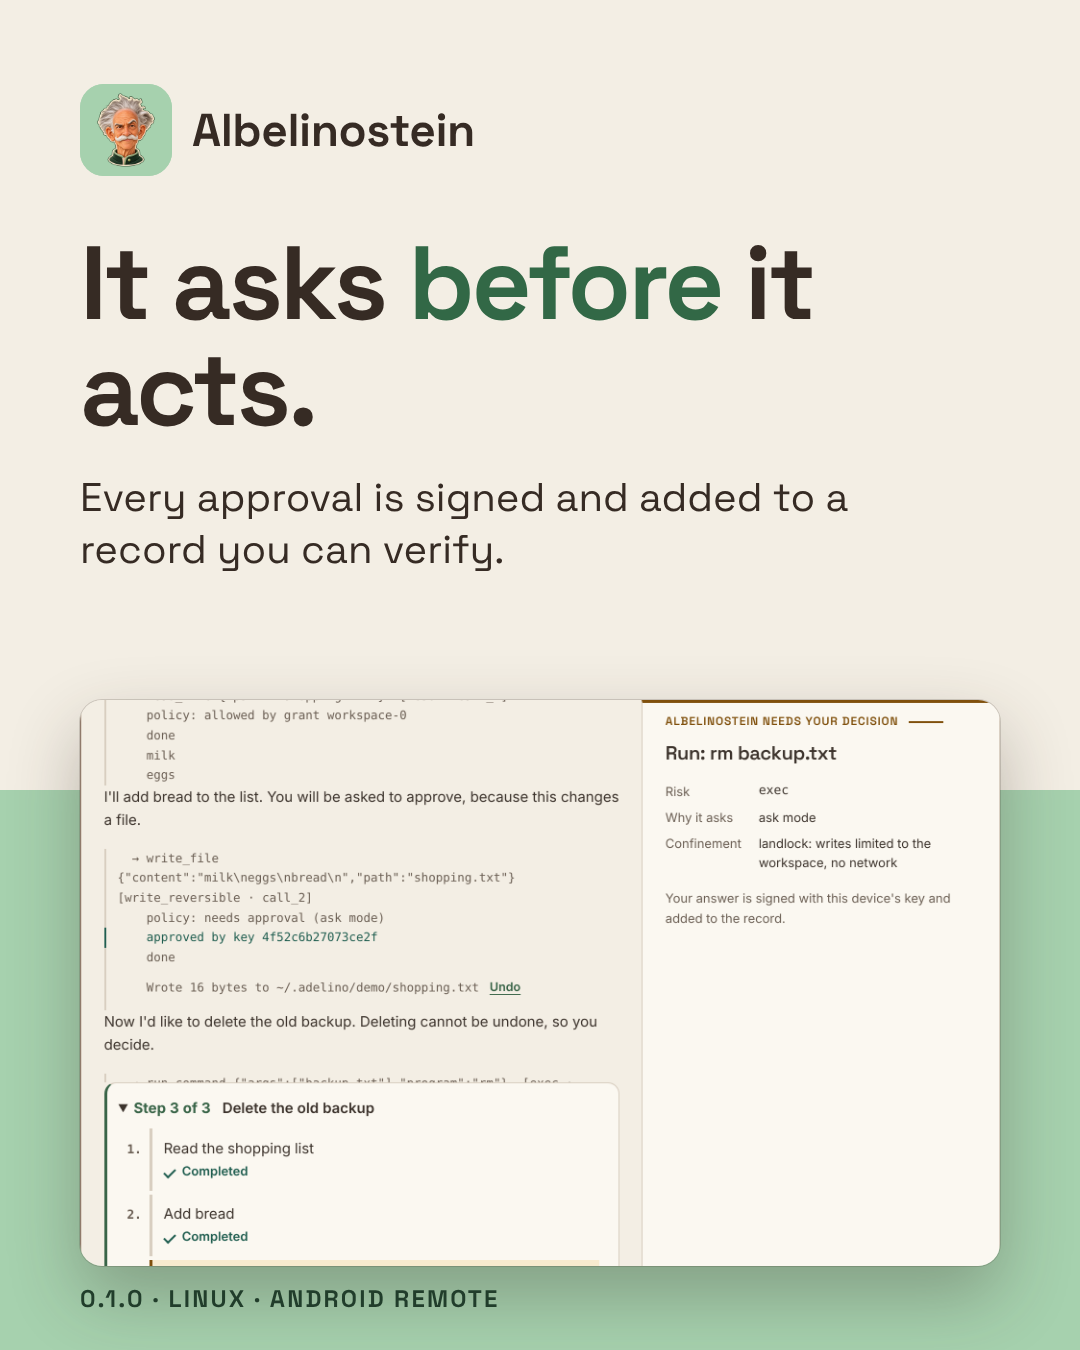 Albelinostein
It asks before it
acts.
Every approval is signed and added to a
record you can verify.
policy: allowed by grant workspace-0
done
milk
eggs
I'll add bread to the list. You will be asked to approve, because this changes
a file.
→ write_file
{"content":"milk\neggs\nbread\n","path":"shopping.txt"}
[write_reversible · call_2]
policy: needs approval (ask mode)
approved by key 4f52c6b27073ce2f
done
Wrote 16 bytes to ~/.adelino/demo/shopping.txt Undo
Now I'd like to delete the old backup. Deleting cannot be undone, so you
decide.
▼ Step 3 of 3 Delete the old backup
1. Read the shopping list
✓ Completed
2. Add bread
✓ Completed
ALBELINOSTEIN NEEDS YOUR DECISION
Run: rm backup.txt
Risk exec
Why it asks ask mode
Confinement landlock: writes limited to the
workspace, no network
Your answer is signed with this device's key and
added to the record.
0.1.0 · LINUX · ANDROID REMOTE